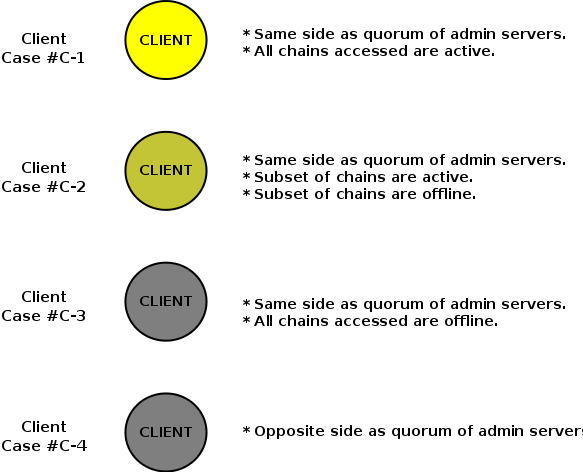 Client
Case #C-1
CLIENT
* Same side as quorum of admin servers.
* All chains accessed are active.
Client
Case #C-2
CLIENT
* Same side as quorum of admin servers.
* Subset of chains are active.
* Subset of chains are offline.
Client
Case #C-3
CLIENT
* Same side as quorum of admin servers.
* All chains accessed are offline.
Client
Case #C-4
CLIENT
* Opposite side as quorum of admin servers